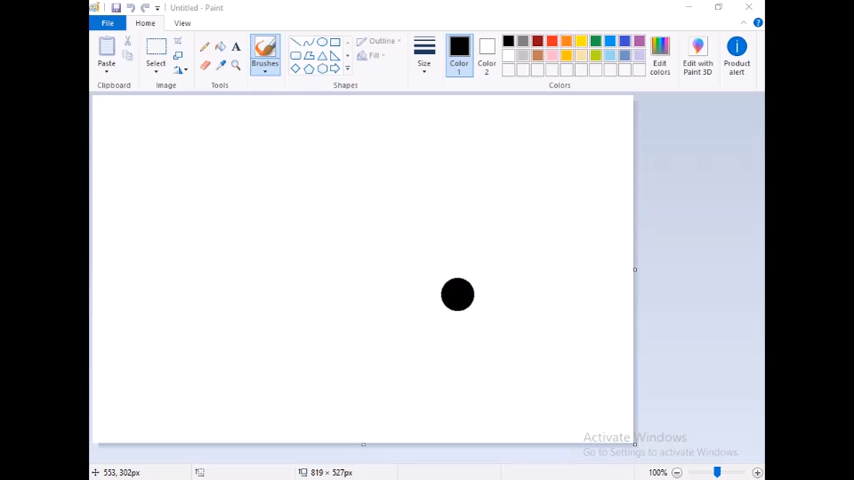 Untitled - Paint
File Home View
Paste
Select
A
Brushes
Outline
Fill
Size
Color 1
Color 2
Edit colors
Edit with Paint 3D
Product alert
Clipboard Image Tools Shapes Colors
Activate Windows
Go to Settings to activate Windows.
553, 302px 819 × 527px 100%